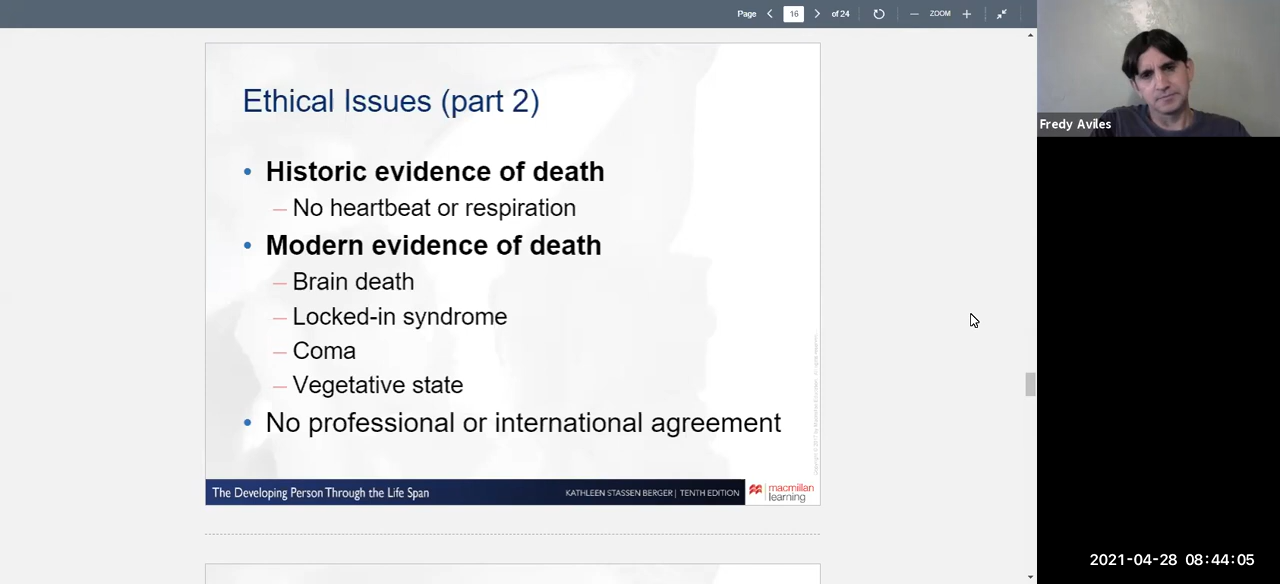 Page 16 of 24 ZOOM
Ethical Issues (part 2)
• Historic evidence of death
— No heartbeat or respiration
• Modern evidence of death
— Brain death
— Locked-in syndrome
— Coma
— Vegetative state
• No professional or international agreement
The Developing Person Through the Life Span
KATHLEEN STASSEN BERGER | TENTH EDITION
macmillan
learning
Fredy Aviles
2021-04-28 08:44:05